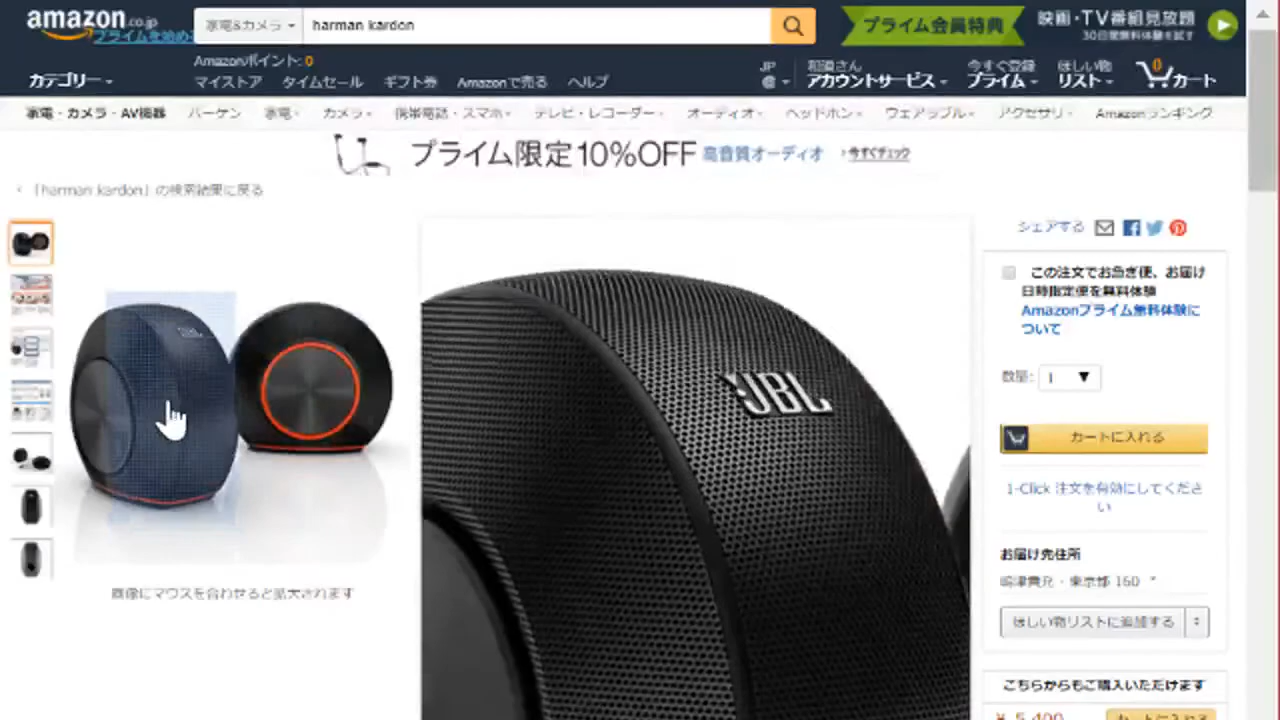 amazon.co.jp
プライムを始め
家電&カメラ
harman kardon
プライム会員特典
映画・TV番組見放題
30日間無料体験を試す
カテゴリー
Amazonポイント: 0
マイストア タイムセール ギフト券 Amazonで売る ヘルプ
JP
アカウントサービス
今すぐ登録
プライム
ほしい物
リスト
0
カート
家電・カメラ・AV機器 バーゲン 家電 カメラ 携帯電話・スマホ テレビ・レコーダー オーディオ ヘッドホン ウェアラブル アクセサリ Amazonランキング
プライム限定10%OFF 高音質オーディオ ›今すぐチェック
‹ 「harman kardon」の検索結果に戻る
JBL
JBL
画像にマウスを合わせると拡大されます
シェアする
この注文でお急ぎ便、お届け
日時指定便を無料体験
Amazonプライム無料体験に
ついて
数量: 1
カートに入れる
1-Click 注文を有効にしてくださ
い
お届け先住所
東京都 160
ほしい物リストに追加する
こちらからもご購入いただけます
¥ 5,400
カートに入れる